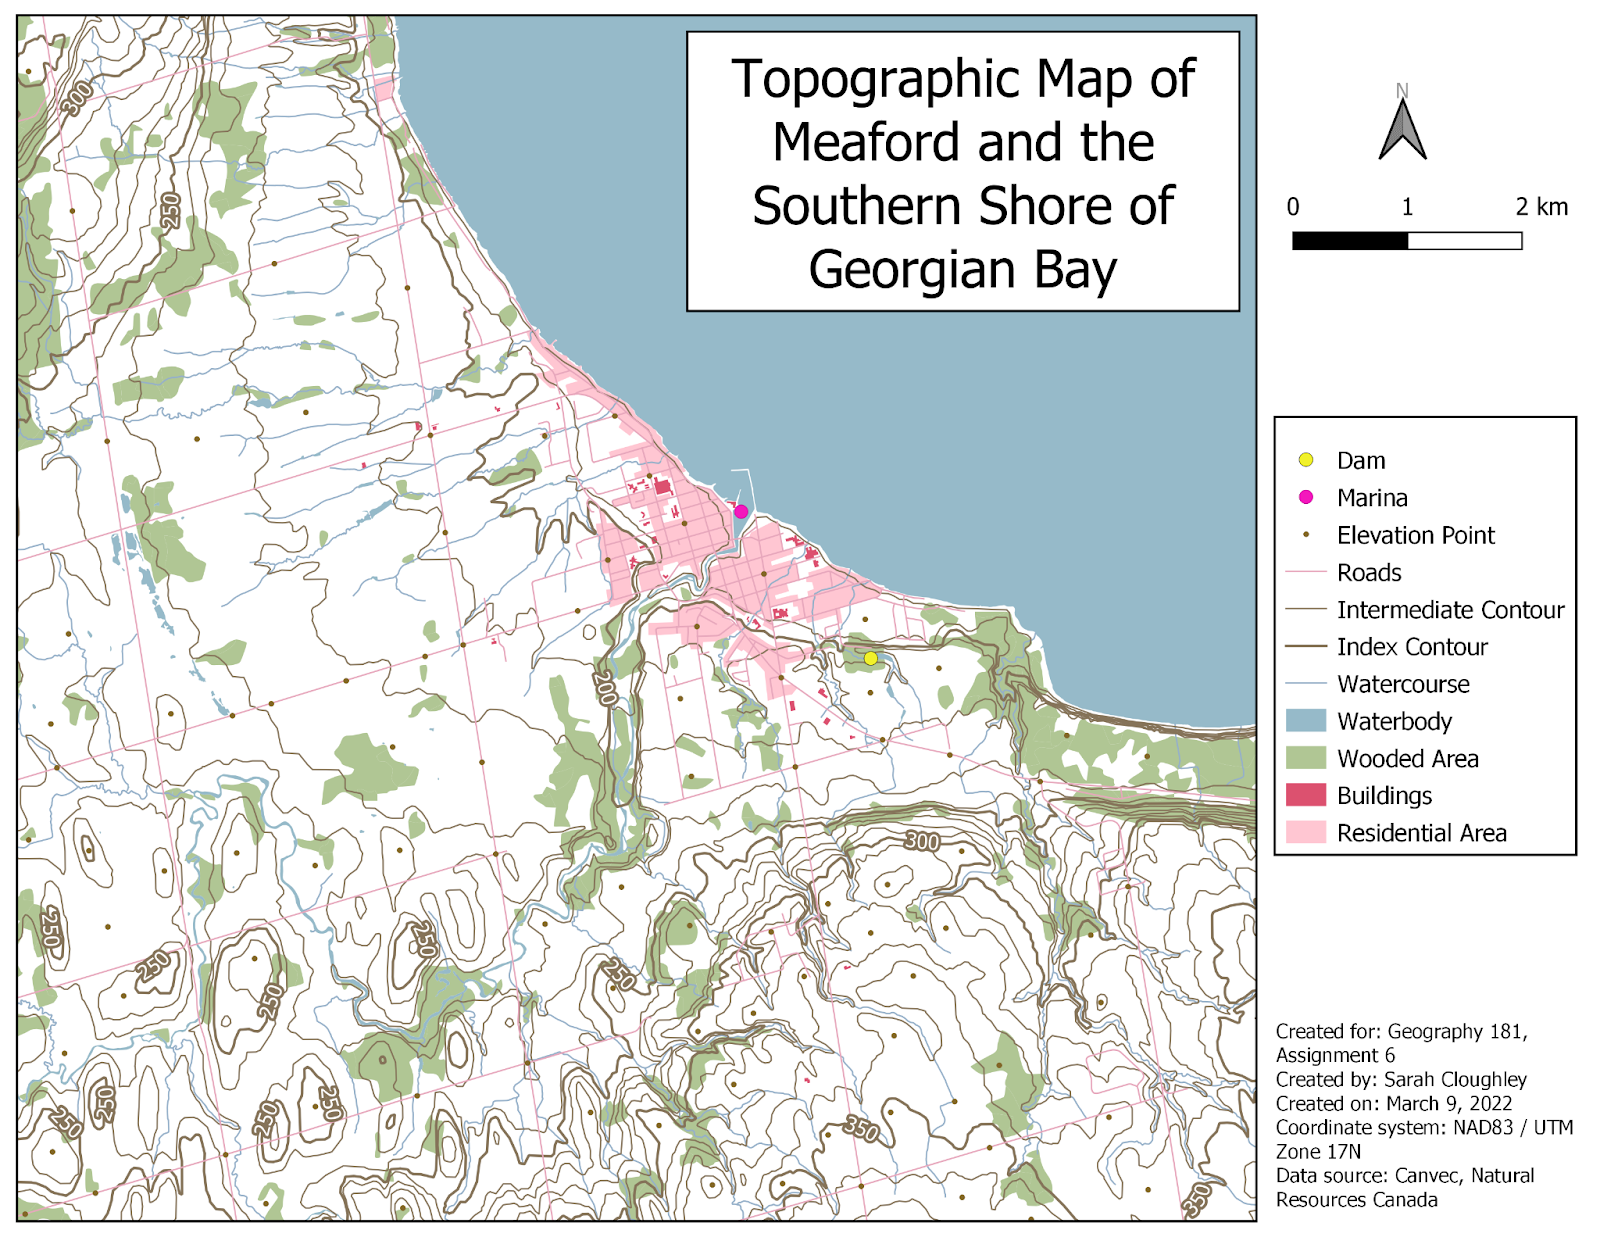 Topographic Map of
Meaford and the
Southern Shore of
Georgian Bay
N
0 1 2 km
300
250
200
300
250
250
250
250
250
250
250
250
250
350
350
Dam
Marina
Elevation Point
Roads
Intermediate Contour
Index Contour
Watercourse
Waterbody
Wooded Area
Buildings
Residential Area
Created for: Geography 181,
Assignment 6
Created by: Sarah Cloughley
Created on: March 9, 2022
Coordinate system: NAD83 / UTM
Zone 17N
Data source: Canvec, Natural
Resources Canada